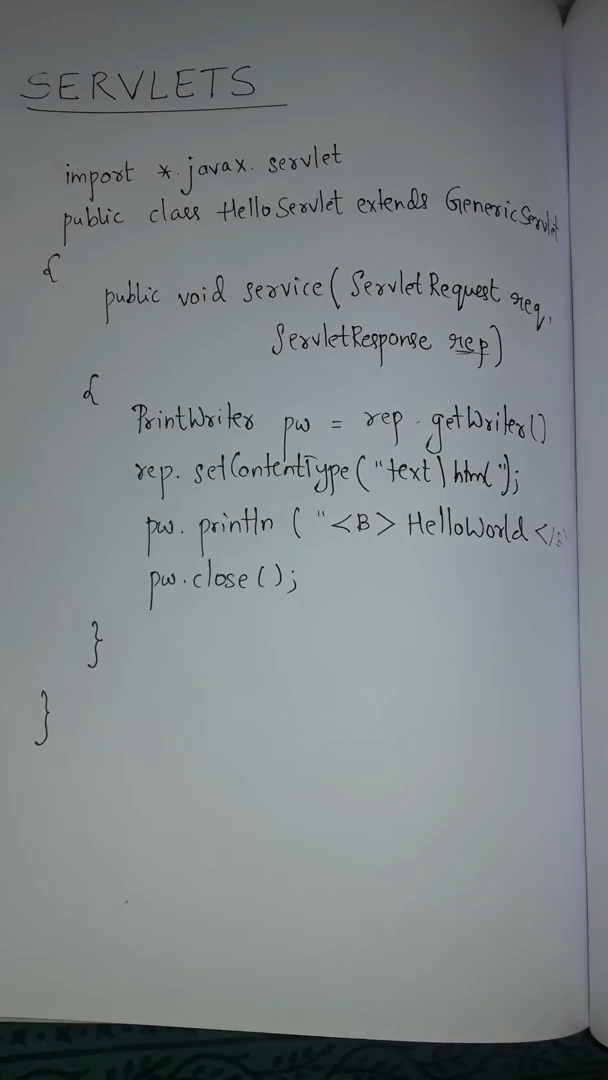 SERVLETS
import *.javax.servlet
public class HelloServlet extends GenericServlet
{
public void service(ServletRequest req,
ServletResponse rep)
{
PrintWriter pw = rep.getWriter()
rep.setContentType("text\html");
pw.println("<B> HelloWorld </B
pw.close();
}
}